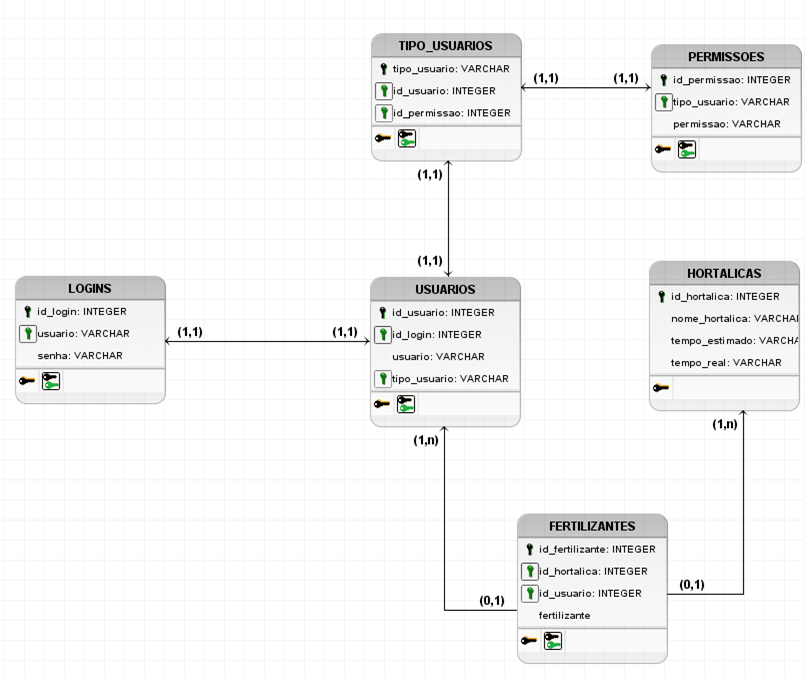 TIPO_USUARIOS
tipo_usuario: VARCHAR
id_usuario: INTEGER
id_permissao: INTEGER
(1,1)
(1,1)
PERMISSOES
id_permissao: INTEGER
tipo_usuario: VARCHAR
permissao: VARCHAR
(1,1)
(1,1)
LOGINS
id_login: INTEGER
usuario: VARCHAR
senha: VARCHAR
(1,1)
(1,1)
USUARIOS
id_usuario: INTEGER
id_login: INTEGER
usuario: VARCHAR
tipo_usuario: VARCHAR
HORTALICAS
id_hortalica: INTEGER
nome_hortalica: VARCHA
tempo_estimado: VARCHA
tempo_real: VARCHAR
(1,n)
(1,n)
FERTILIZANTES
id_fertilizante: INTEGER
id_hortalica: INTEGER
id_usuario: INTEGER
fertilizante
(0,1)
(0,1)